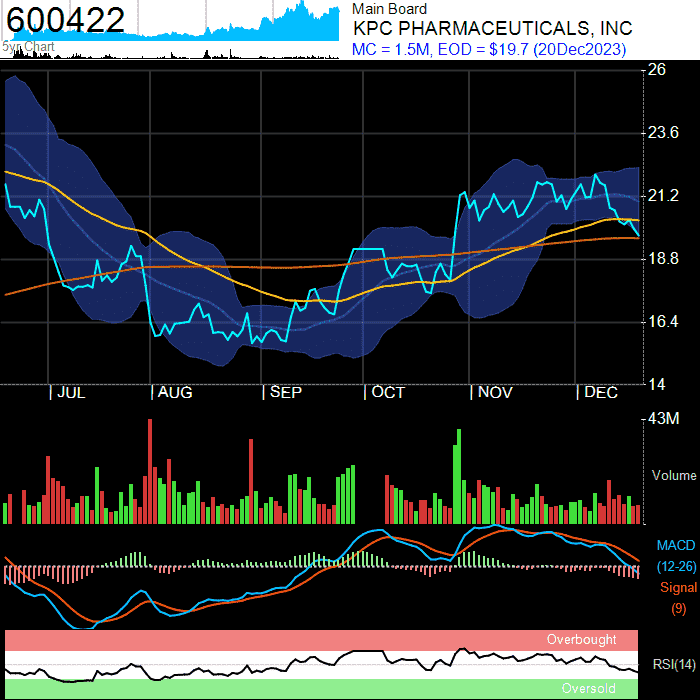 600422
5yr Chart
Main Board
KPC PHARMACEUTICALS, INC
MC = 1.5M, EOD = $19.7 (20Dec2023)
26
23.6
21.2
18.8
16.4
14
| JUL | AUG | SEP | OCT | NOV | DEC
43M
Volume
MACD
(12-26)
Signal
(9)
Overbought
RSI(14)
Oversold